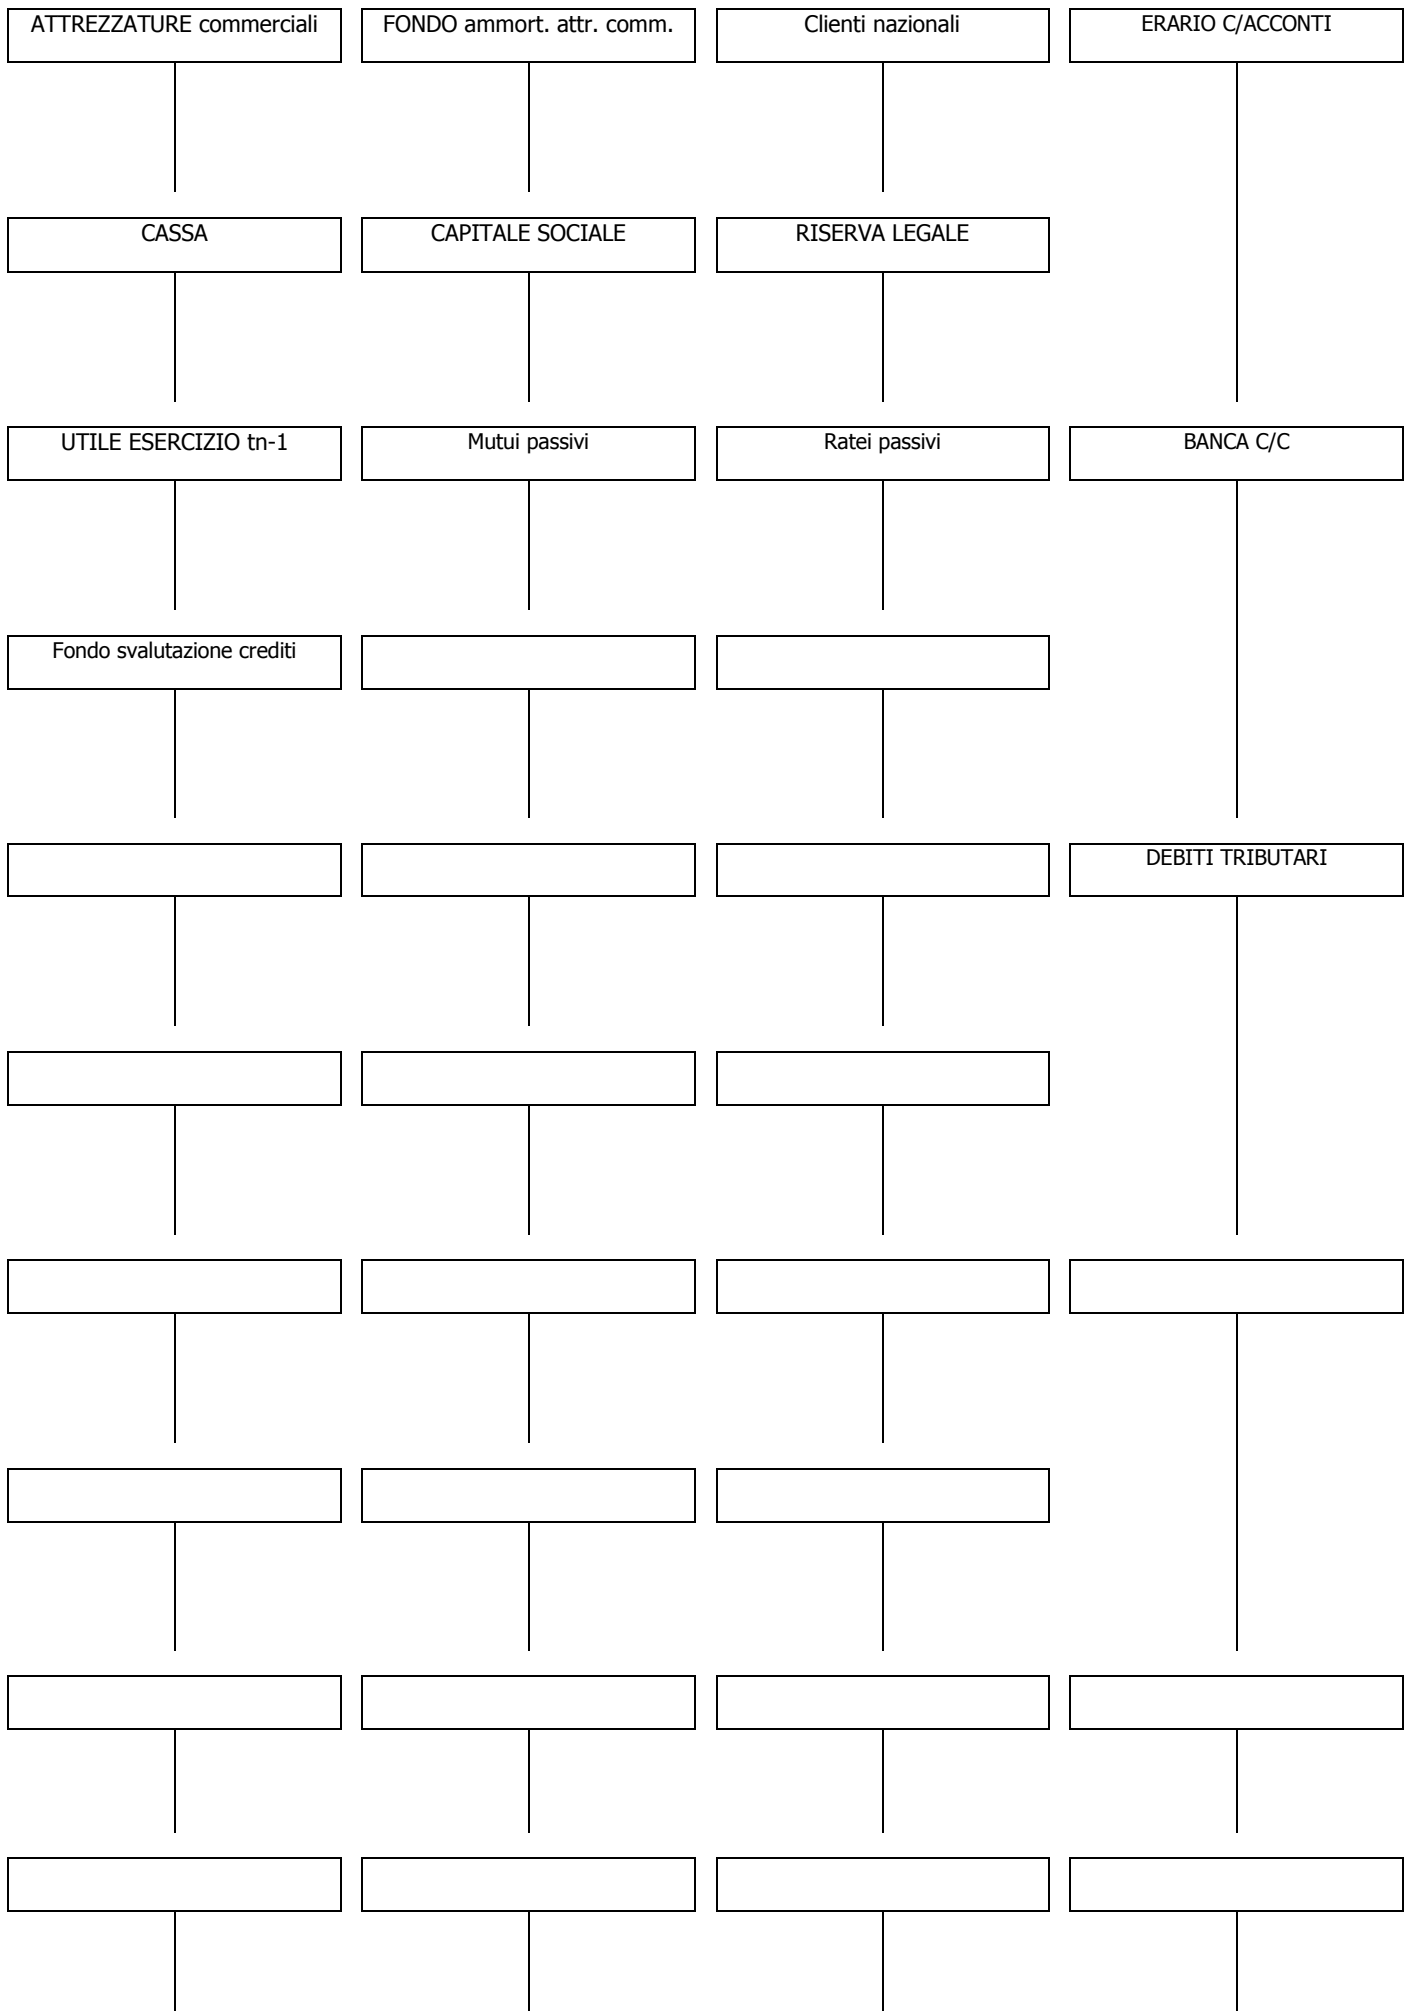 ATTREZZATURE commerciali
FONDO ammort. attr. comm.
Clienti nazionali
ERARIO C/ACCONTI
CASSA
CAPITALE SOCIALE
RISERVA LEGALE
UTILE ESERCIZIO tn-1
Mutui passivi
Ratei passivi
BANCA C/C
Fondo svalutazione crediti
DEBITI TRIBUTARI